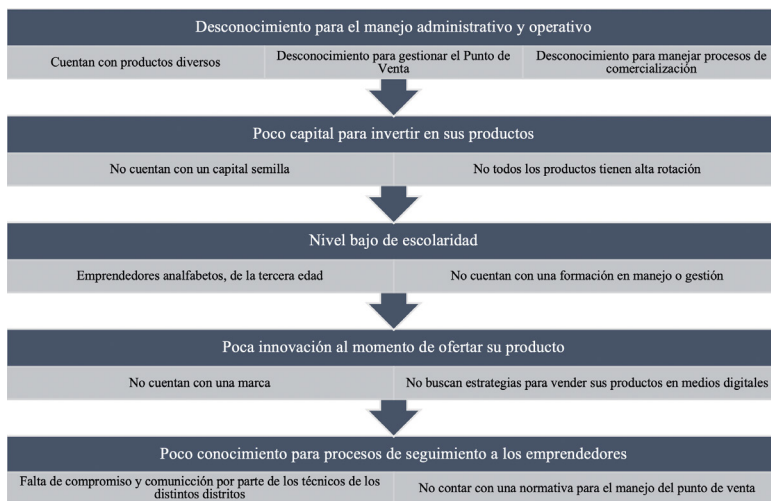 Desconocimiento para el manejo administrativo y operativo
Cuentan con productos diversos
Desconocimiento para gestionar el Punto de
Venta
Desconocimiento para manejar procesos de
comercialización
Poco capital para invertir en sus productos
No cuentan con un capital semilla
No todos los productos tienen alta rotación
Nivel bajo de escolaridad
Emprendedores analfabetos, de la tercera edad
No cuentan con una formación en manejo o gestión
Poca innovación al momento de ofertar su producto
No cuentan con una marca
No buscan estrategias para vender sus productos en medios digitales
Poco conocimiento para procesos de seguimiento a los emprendedores
Falta de compromiso y comunicción por parte de los técnicos de los
distintos distritos
No contar con una normativa para el manejo del punto de venta